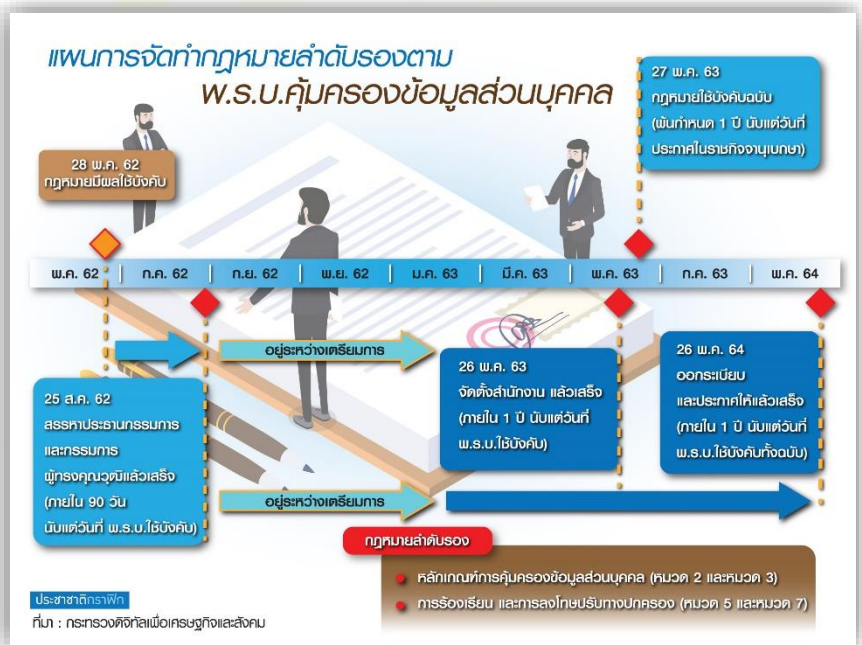 แผนการจัดทำกฎหมายลำดับรองตาม
พ.ร.บ.คุ้มครองข้อมูลส่วนบุคคล
27 พ.ค. 63
กฎหมายใช้บังคับฉบับ
(พ้นกำหนด 1 ปี นับแต่วันที่
ประกาศในราชกิจจานุเบกษา)
28 พ.ค. 62
กฎหมายมีผลใช้บังคับ
พ.ค. 62 ก.ค. 62 ก.ย. 62 พ.ย. 62 ม.ค. 63 มี.ค. 63 พ.ค. 63 ก.ค. 63 พ.ค. 64
อยู่ระหว่างเตรียมการ
25 ส.ค. 62
สรรหาประธานกรรมการ
และกรรมการ
ผู้ทรงคุณวุฒิแล้วเสร็จ
(ภายใน 90 วัน
นับแต่วันที่ พ.ร.บ.ใช้บังคับ)
26 พ.ค. 63
จัดตั้งสำนักงาน แล้วเสร็จ
(ภายใน 1 ปี นับแต่วันที่
พ.ร.บ.ใช้บังคับ)
26 พ.ค. 64
ออกระเบียบ
และประกาศให้แล้วเสร็จ
(ภายใน 1 ปี นับแต่วันที่
พ.ร.บ.ใช้บังคับทั้งฉบับ)
อยู่ระหว่างเตรียมการ
กฎหมายลำดับรอง
หลักเกณฑ์การคุ้มครองข้อมูลส่วนบุคคล (หมวด 2 และหมวด 3)
การร้องเรียน และการลงโทษปรับทางปกครอง (หมวด 5 และหมวด 7)
ประชาชาติกราฟิก
ที่มา : กระทรวงดิจิทัลเพื่อเศรษฐกิจและสังคม